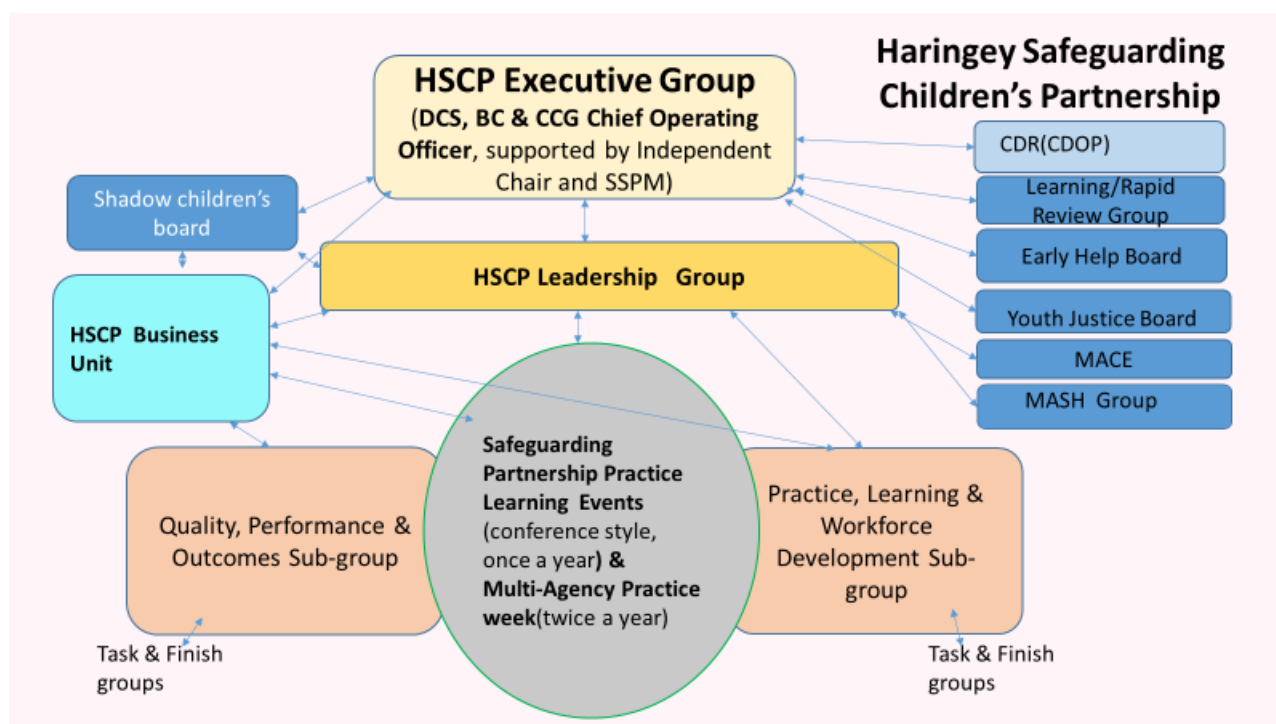 Haringey Safeguarding
Children's Partnership
HSCP Executive Group
(DCS, BC & CCG Chief Operating
Officer, supported by Independent
Chair and SSPM)
CDR(CDOP)
Learning/Rapid
Review Group
Early Help Board
Youth Justice Board
MACE
MASH Group
Shadow children's
board
HSCP Leadership Group
HSCP Business
Unit
Quality, Performance &
Outcomes Sub-group
Safeguarding
Partnership Practice
Learning Events
(conference style,
once a year) &
Multi-Agency Practice
week(twice a year)
Practice, Learning &
Workforce
Development Sub-
group
Task & Finish
groups
Task & Finish
groups